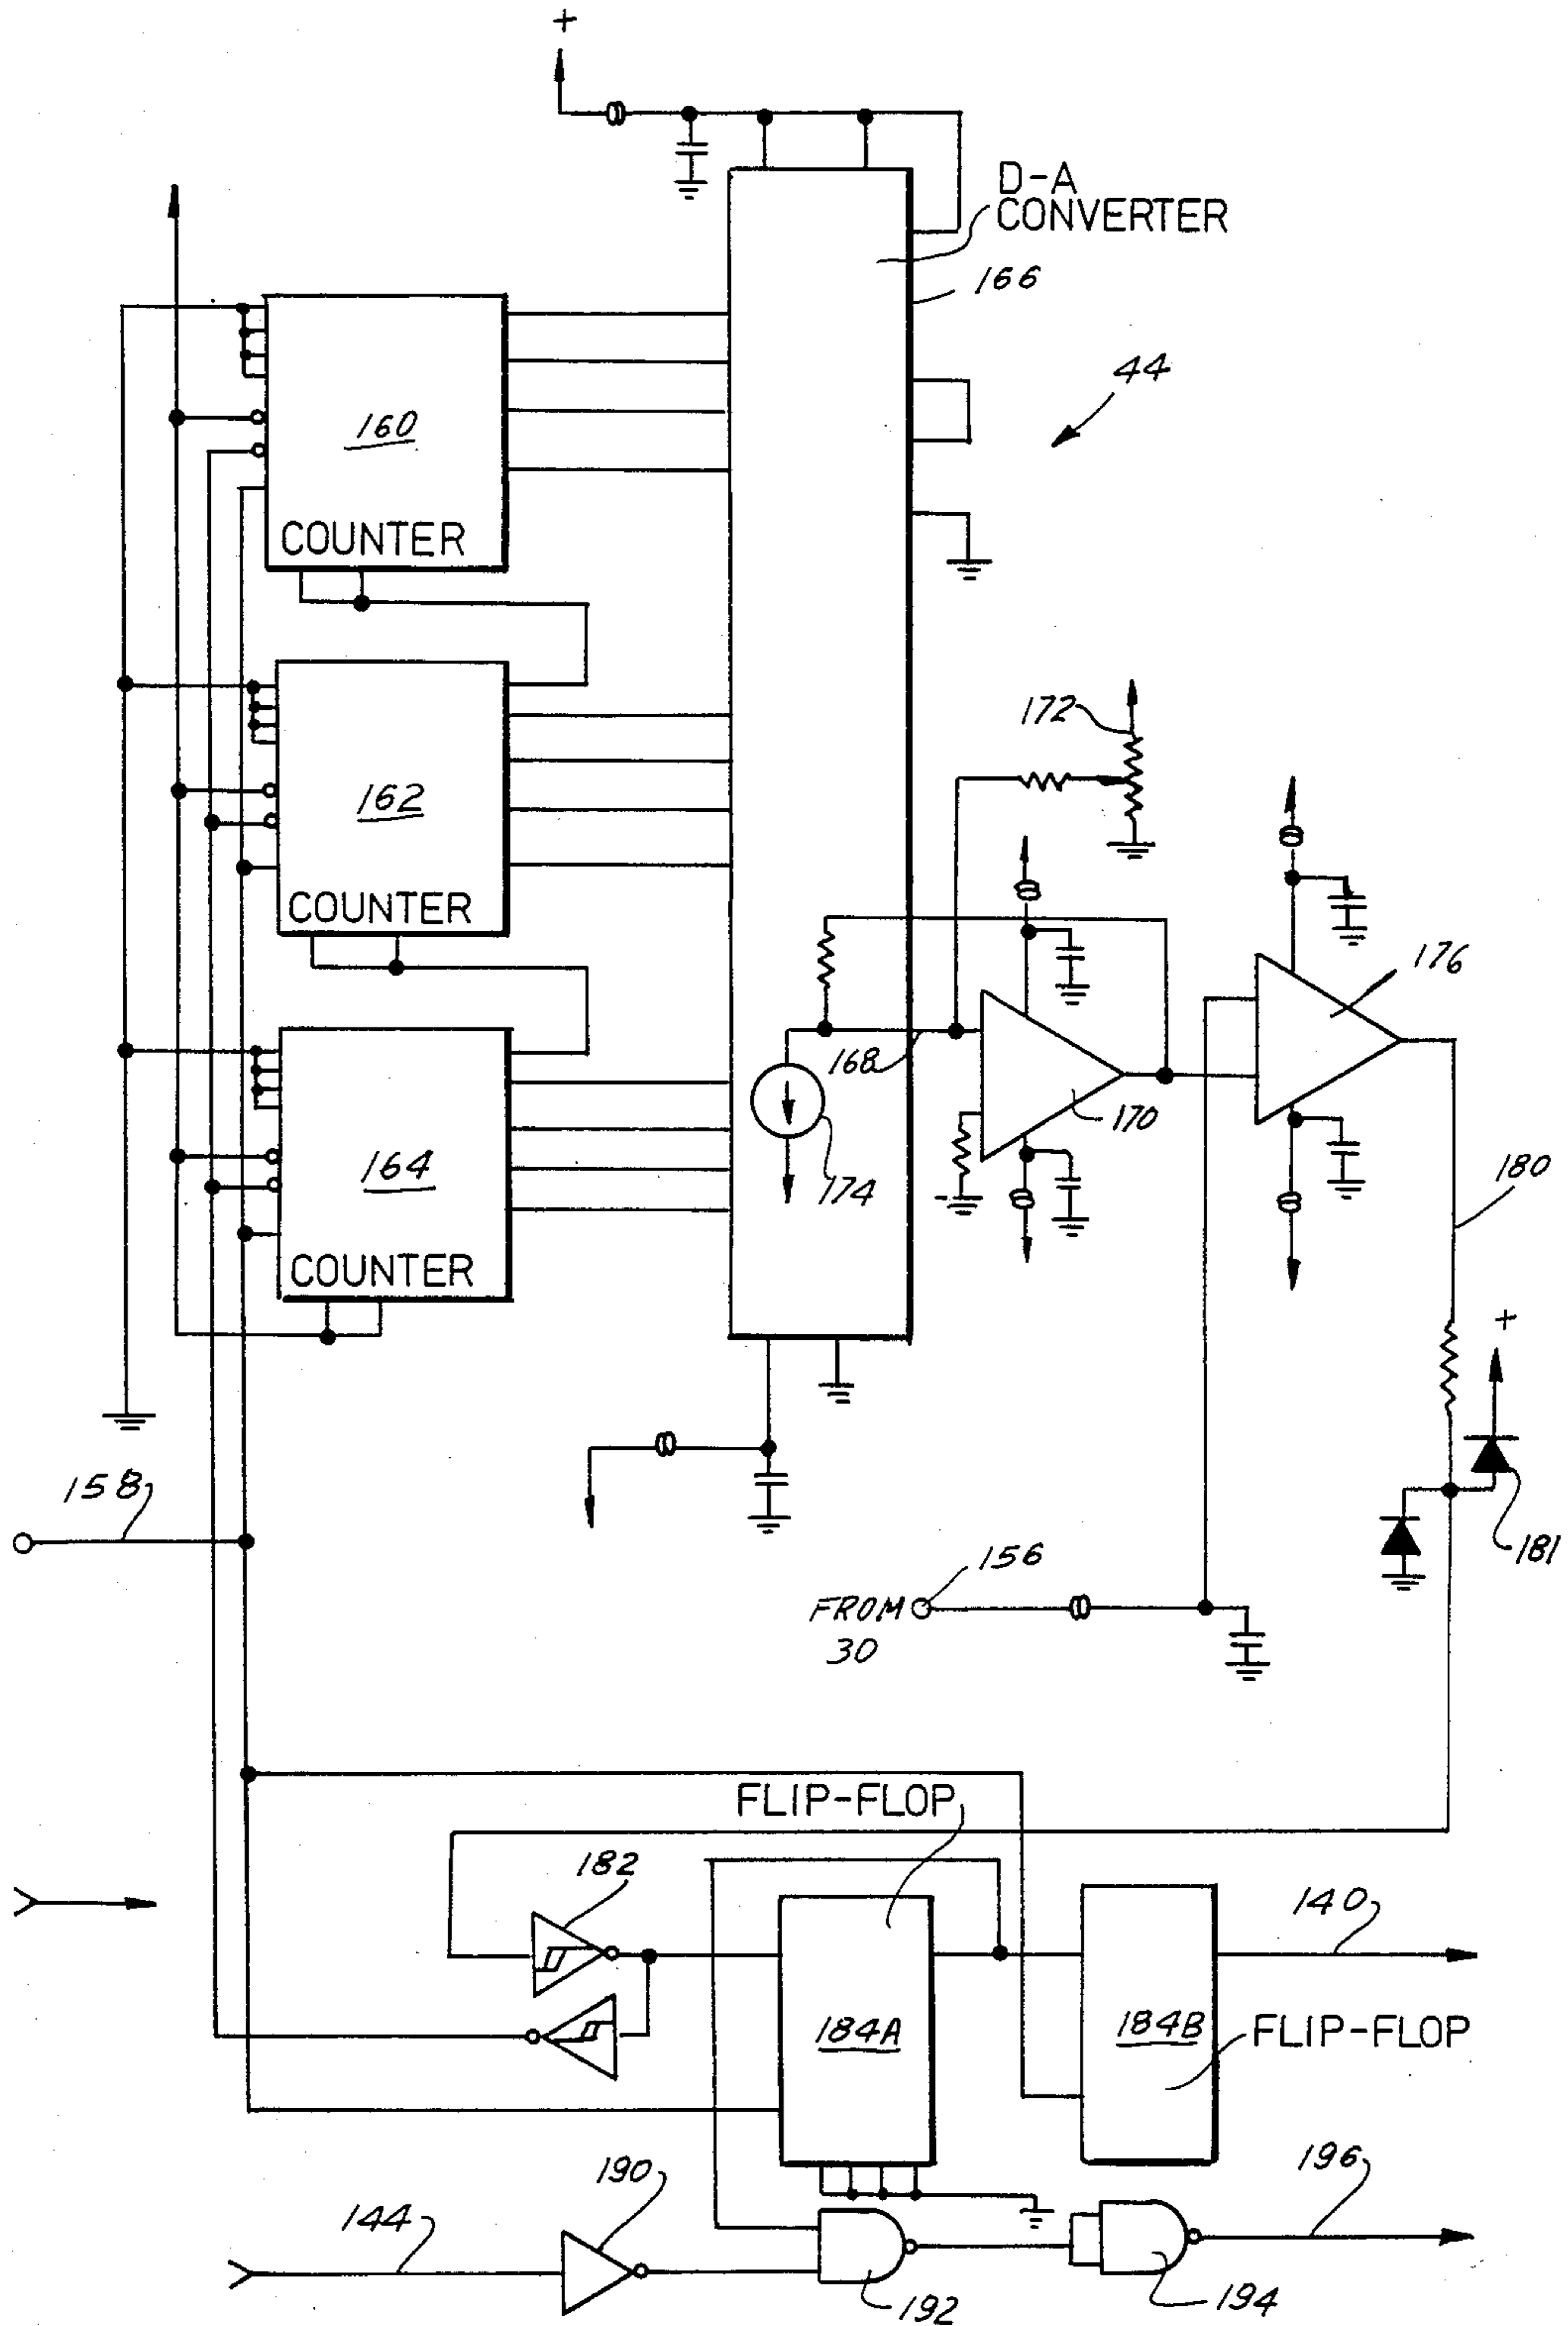 +
D-A
CONVERTER
166
44
160
COUNTER
172
162
COUNTER
176
168
170
164
174
180
COUNTER
+
158
181
156
FROM
30
FLIP-FLOP
182
140
184A
184B
FLIP-FLOP
190
196
144
192
194